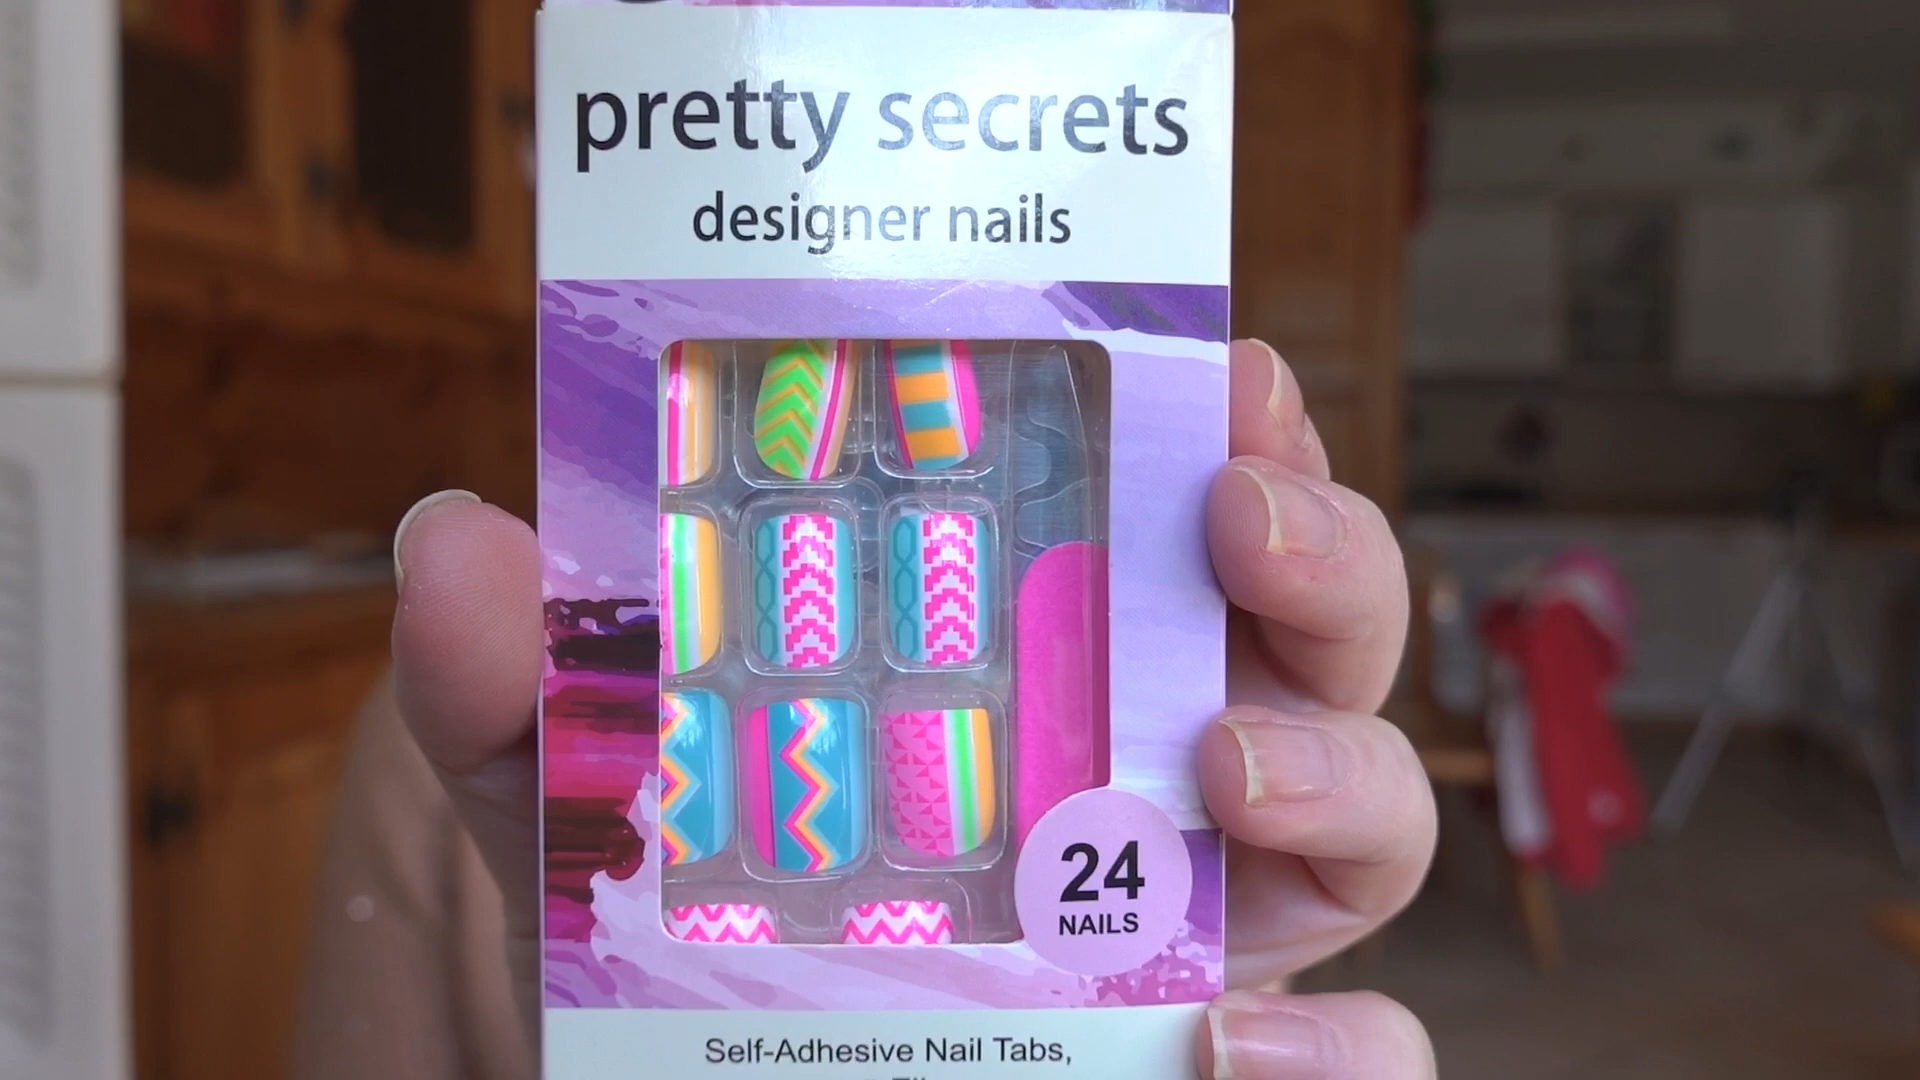 pretty secrets
designer nails
24
NAILS
Self-Adhesive Nail Tabs,